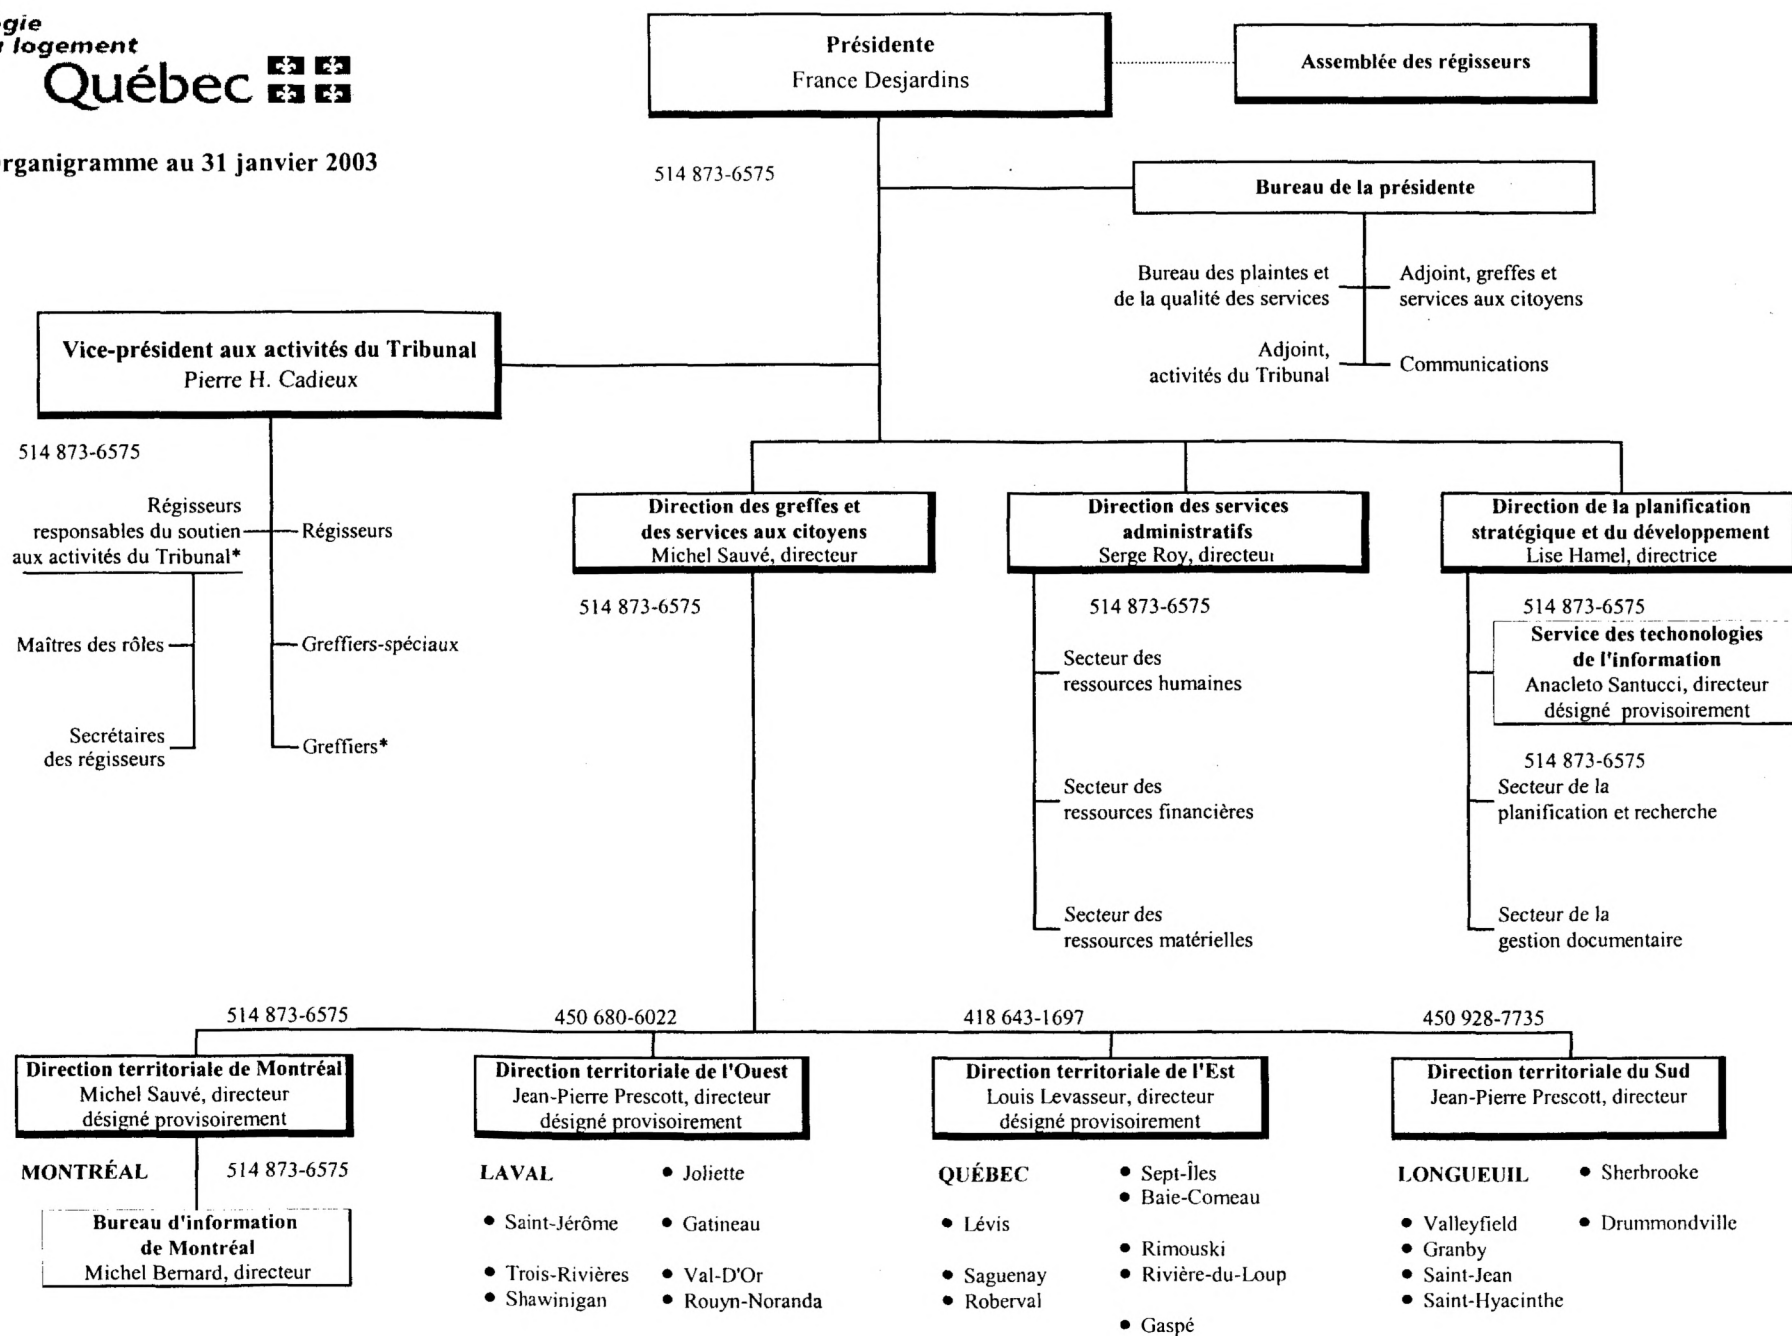 gie
logement
Québec
rganigramme au 31 janvier 2003
Présidente
France Desjardins
Assemblée des régisseurs
514 873-6575
Bureau de la présidente
Bureau des plaintes et
de la qualité des services
Adjoint, greffes et
services aux citoyens
Adjoint,
activités du Tribunal
Communications
Vice-président aux activités du Tribunal
Pierre H. Cadieux
514 873-6575
Régisseurs
responsables du soutien
aux activités du Tribunal*
Régisseurs
Maîtres des rôles
Greffiers-spéciaux
Secrétaires
des régisseurs
Greffiers*
Direction des greffes et
des services aux citoyens
Michel Sauvé, directeur
514 873-6575
Direction des services
administratifs
Serge Roy, directeur
514 873-6575
Secteur des
ressources humaines
Secteur des
ressources financières
Secteur des
ressources matérielles
Direction de la planification
stratégique et du développement
Lise Hamel, directrice
514 873-6575
Service des techonologies
de l'information
Anacleto Santucci, directeur
désigné provisoirement
514 873-6575
Secteur de la
planification et recherche
Secteur de la
gestion documentaire
514 873-6575
Direction territoriale de Montréal
Michel Sauvé, directeur
désigné provisoirement
MONTRÉAL
514 873-6575
Bureau d'information
de Montréal
Michel Bernard, directeur
450 680-6022
Direction territoriale de l'Ouest
Jean-Pierre Prescott, directeur
désigné provisoirement
LAVAL
• Saint-Jérôme
• Trois-Rivières
• Shawinigan
• Joliette
• Gatineau
• Val-D'Or
• Rouyn-Noranda
418 643-1697
Direction territoriale de l'Est
Louis Levasseur, directeur
désigné provisoirement
QUÉBEC
• Lévis
• Saguenay
• Roberval
• Sept-Îles
• Baie-Comeau
• Rimouski
• Rivière-du-Loup
• Gaspé
450 928-7735
Direction territoriale du Sud
Jean-Pierre Prescott, directeur
LONGUEUIL
• Valleyfield
• Granby
• Saint-Jean
• Saint-Hyacinthe
• Sherbrooke
• Drummondville